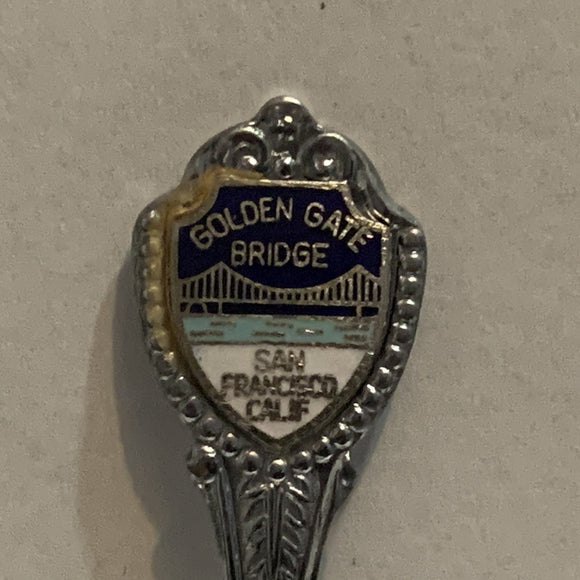 GOLDEN GATE
BRIDGE
SAN
FRANCISCO
CALIF